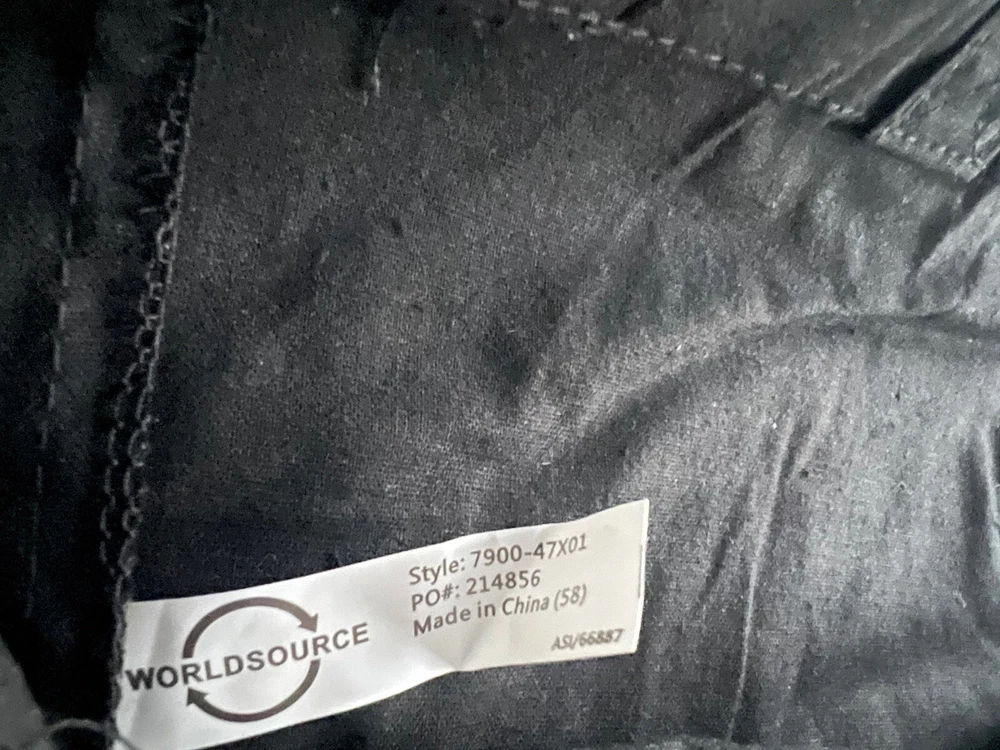 WORLDSOURCE
Style: 7900-47X01
PO#: 214856
Made in China (58)
ASI/66887